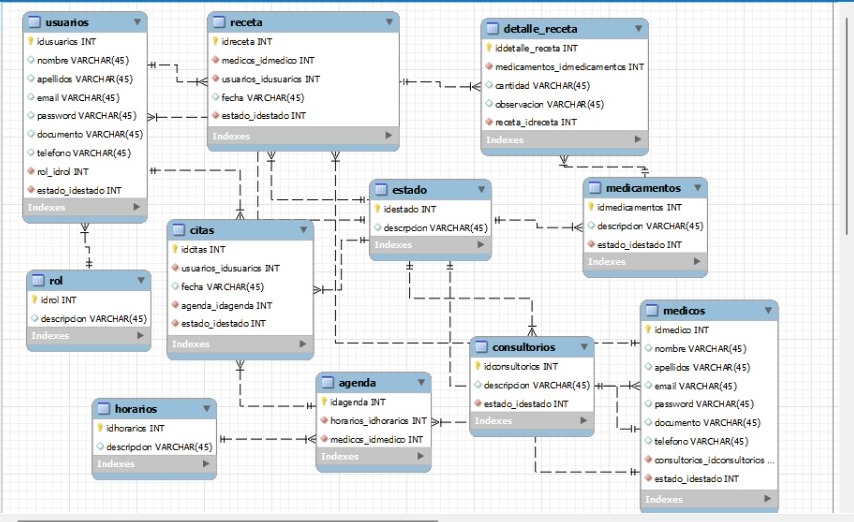 usuarios
idusuarios INT
nombre VARCHAR(45)
apellidos VARCHAR(45)
email VARCHAR(45)
password VARCHAR(45)
documento VARCHAR(45)
telefono VARCHAR(45)
rol_idrol INT
estado_idestado INT
Indexes
receta
idreceta INT
medicos_idmedico INT
usuarios_idusuarios INT
fecha VARCHAR(45)
estado_idestado INT
Indexes
detalle_receta
iddetalle_receta INT
medicamentos_idmedicamentos INT
cantidad VARCHAR(45)
observacion VARCHAR(45)
receta_idreceta INT
Indexes
estado
idestado INT
descrpcion VARCHAR(45)
Indexes
medicamentos
idmedicamentos INT
descripcion VARCHAR(45)
estado_idestado INT
Indexes
citas
idcitas INT
usuarios_idusuarios INT
fecha VARCHAR(45)
agenda_idagenda INT
estado_idestado INT
Indexes
rol
idrol INT
descripcion VARCHAR(45)
Indexes
medicos
idmedico INT
nombre VARCHAR(45)
apellidos VARCHAR(45)
email VARCHAR(45)
password VARCHAR(45)
documento VARCHAR(45)
telefono VARCHAR(45)
consultorios_idconsultorios ...
estado_idestado INT
Indexes
consultorios
idconsultorios INT
descripcion VARCHAR(45)
estado_idestado INT
Indexes
agenda
idagenda INT
horarios_idhorarios INT
medicos_idmedico INT
Indexes
horarios
idhorarios INT
descripcion VARCHAR(45)
Indexes